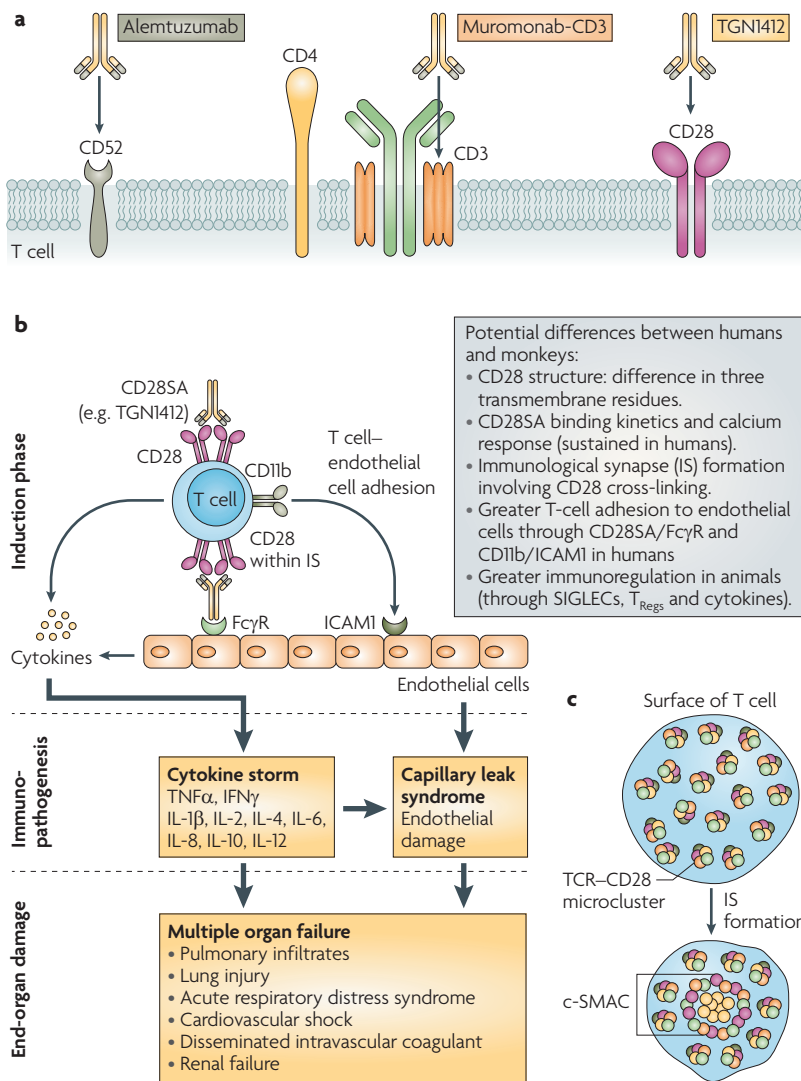 a
Alemtuzumab
Muromonab-CD3
TGN1412
CD4
CD52
CD3
CD28
T cell
b
Induction phase
CD28SA
(e.g. TGN1412)
CD28
CD11b
T cell
T cell–
endothelial
cell adhesion
CD28
within IS
FcγR
ICAM1
Cytokines
Endothelial cells
Potential differences between humans
and monkeys:
• CD28 structure: difference in three
transmembrane residues.
• CD28SA binding kinetics and calcium
response (sustained in humans).
• Immunological synapse (IS) formation
involving CD28 cross-linking.
• Greater T-cell adhesion to endothelial
cells through CD28SA/FcγR and
CD11b/ICAM1 in humans
• Greater immunoregulation in animals
(through SIGLECs, TRegs and cytokines).
Immuno-
pathogenesis
Cytokine storm
TNFα, IFNγ
IL-1β, IL-2, IL-4, IL-6,
IL-8, IL-10, IL-12
Capillary leak
syndrome
Endothelial
damage
End-organ damage
Multiple organ failure
• Pulmonary infiltrates
• Lung injury
• Acute respiratory distress syndrome
• Cardiovascular shock
• Disseminated intravascular coagulant
• Renal failure
c
Surface of T cell
TCR–CD28
microcluster
IS
formation
c-SMAC